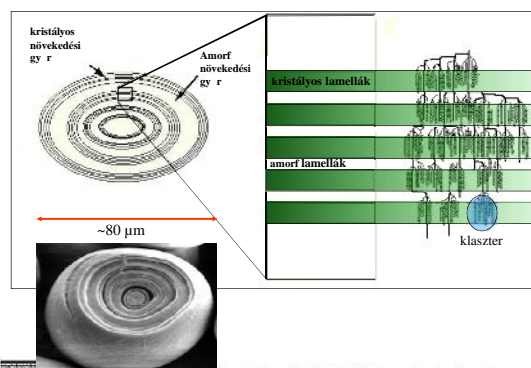 kristályos
növekedési
gy r
Amorf
növekedési
gy r
kristályos lamellák
amorf lamellák
klaszter
~80 µm